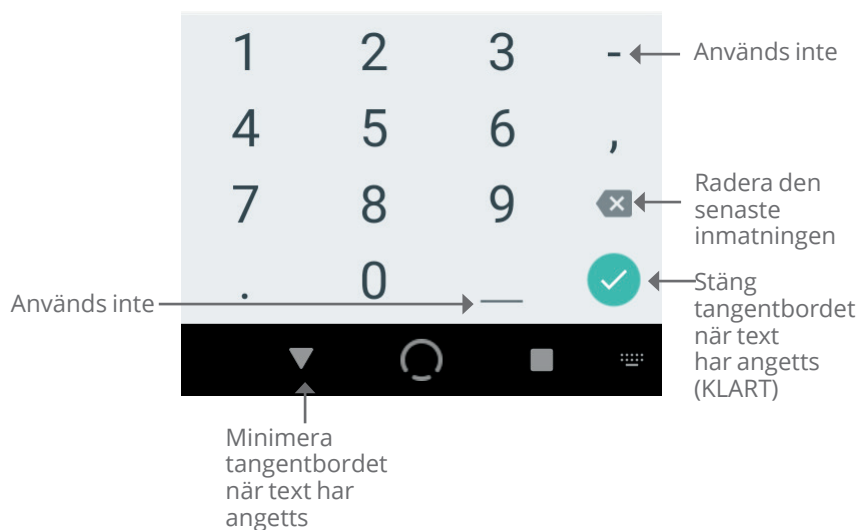 1 2 3 -
Används inte
4 5 6 ,
7 8 9
Radera den
senaste
inmatningen
. 0 _
Används inte
Stäng
tangentbordet
när text
har angetts
(KLART)
Minimera
tangentbordet
när text har
angetts